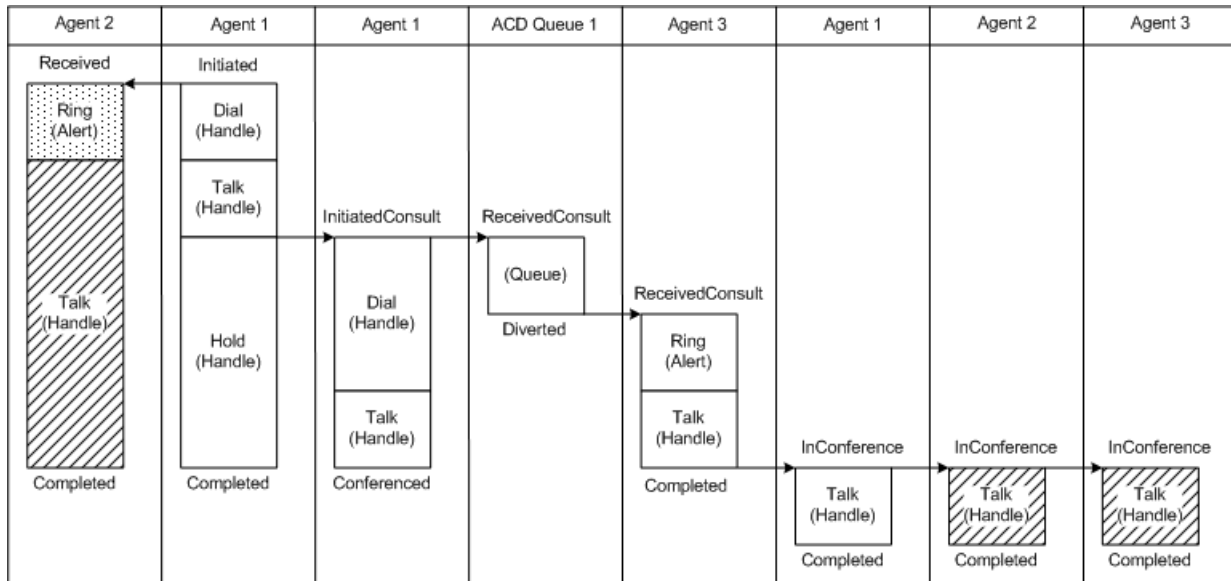 Agent 2
Agent 1
Agent 1
ACD Queue 1
Agent 3
Agent 1
Agent 2
Agent 3
Received
Ring
(Alert)
Talk
(Handle)
Completed
Initiated
Dial
(Handle)
Talk
(Handle)
Hold
(Handle)
Completed
InitiatedConsult
Dial
(Handle)
Talk
(Handle)
Conferenced
ReceivedConsult
(Queue)
Diverted
ReceivedConsult
Ring
(Alert)
Talk
(Handle)
Completed
InConference
Talk
(Handle)
Completed
InConference
Talk
(Handle)
Completed
InConference
Talk
(Handle)
Completed